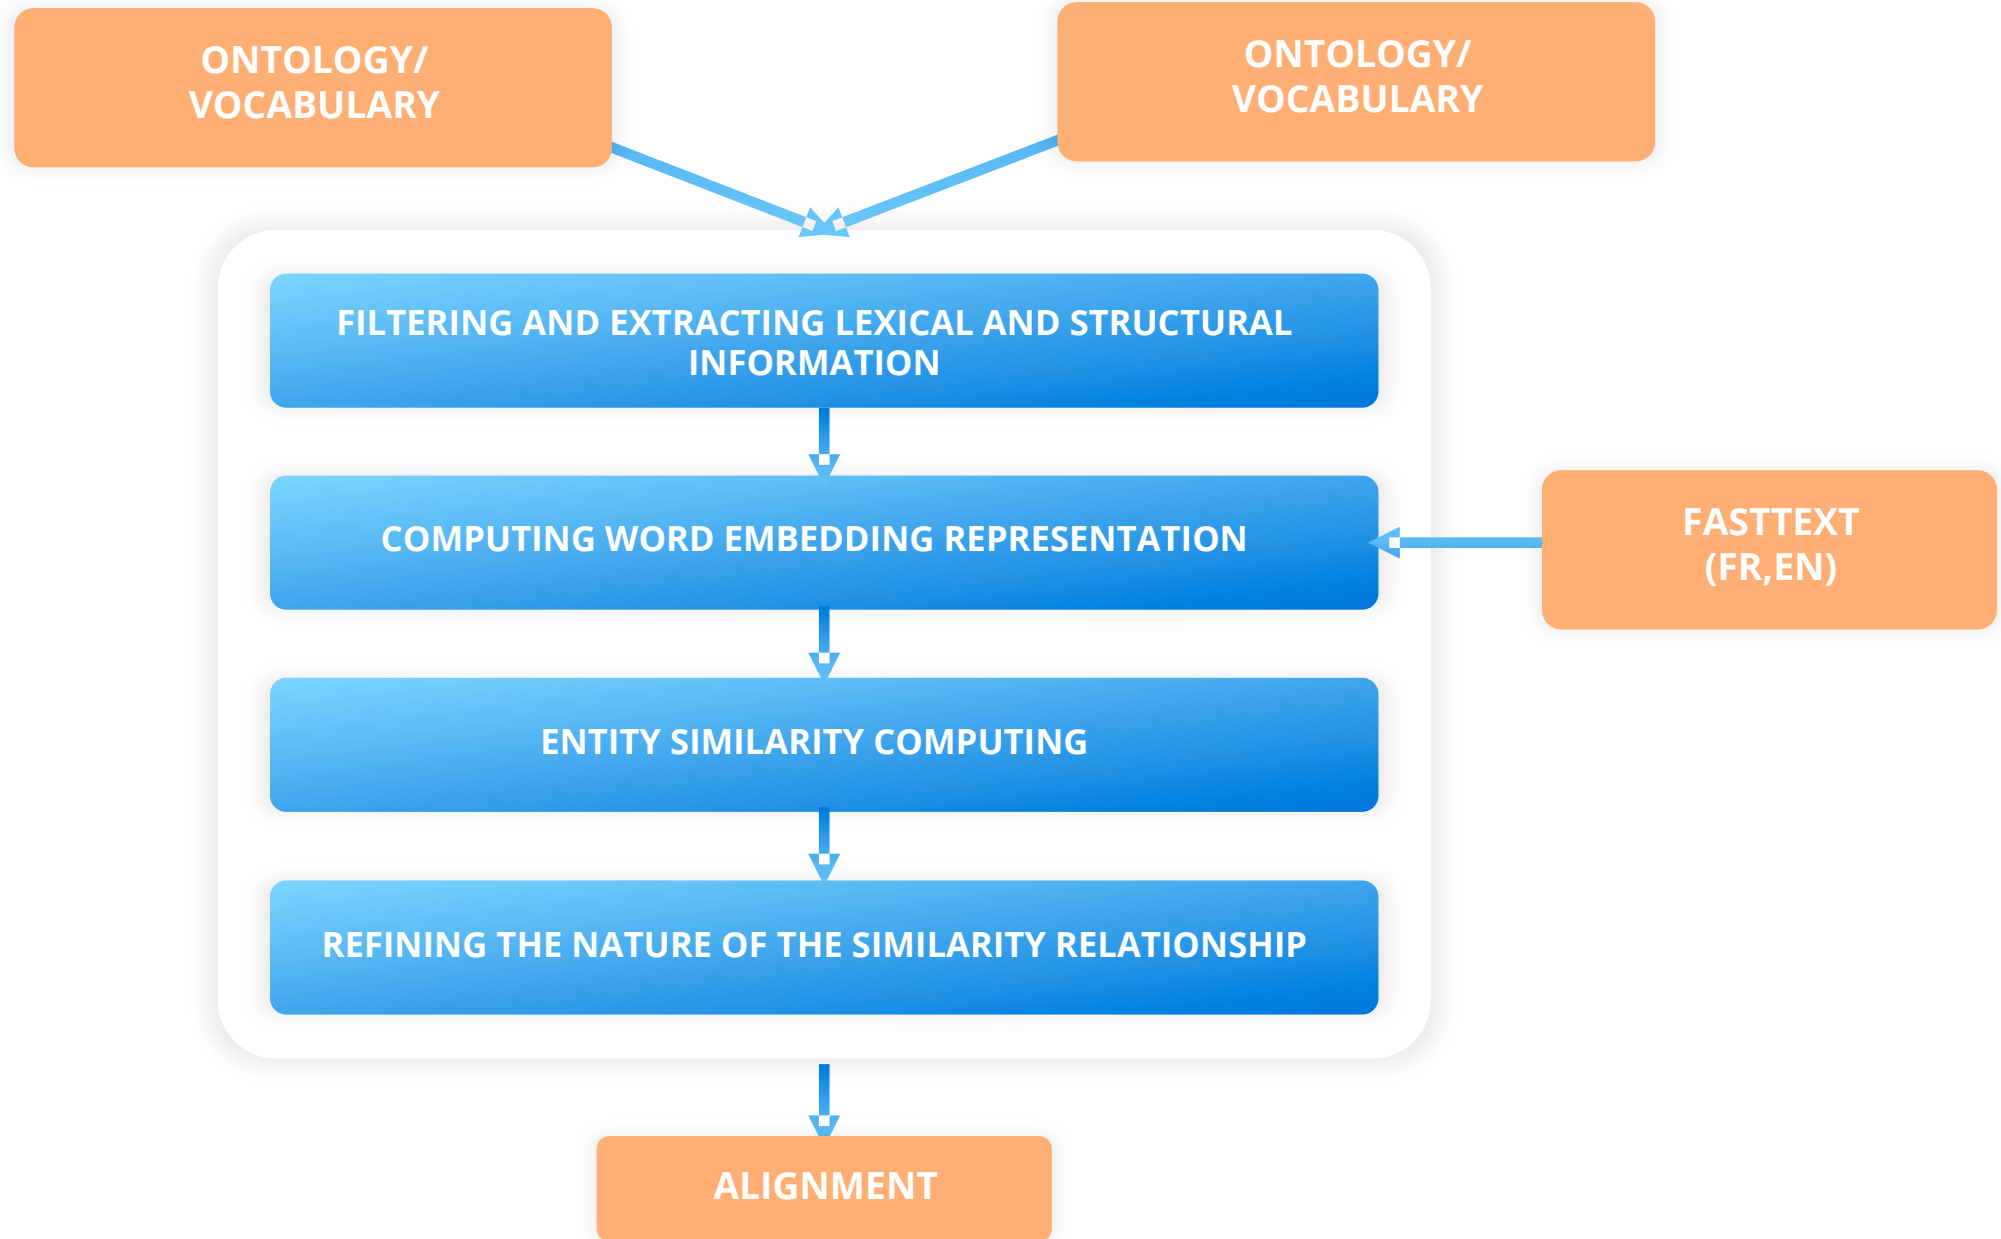 ONTOLOGY/
VOCABULARY
ONTOLOGY/
VOCABULARY
FILTERING AND EXTRACTING LEXICAL AND STRUCTURAL
INFORMATION
COMPUTING WORD EMBEDDING REPRESENTATION
FASTTEXT
(FR,EN)
ENTITY SIMILARITY COMPUTING
REFINING THE NATURE OF THE SIMILARITY RELATIONSHIP
ALIGNMENT